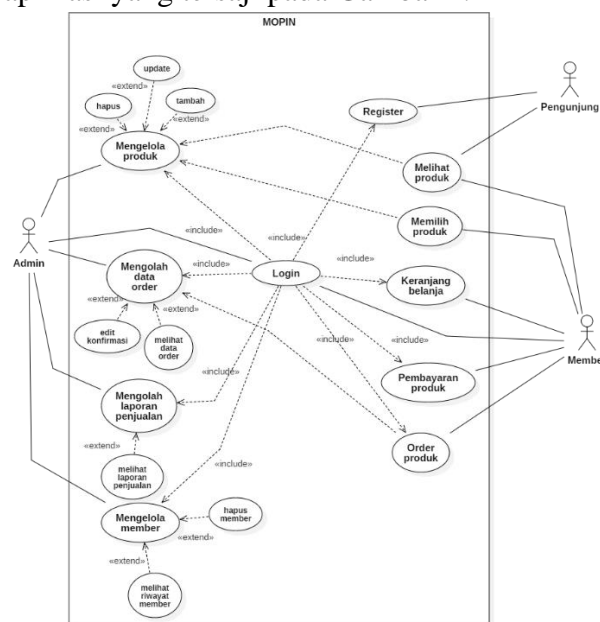 MOPIN
update
«extend»
hapus
tambah
«extend»
«extend»
Register
Pengunjung
Mengelola
produk
Melihat
produk
Memilih
produk
«include»
«include»
Admin
Mengolah
data
order
«include»
Login
«include»
Keranjang
belanja
«extend»
«extend»
edit
konfirmasi
melihat
data
order
«include»
«include»
Membe
Mengolah
laporan
penjualan
«include»
Pembayaran
produk
«extend»
Order
produk
melihat
laporan
penjualan
«include»
Mengelola
member
hapus
member
«extend»
«extend»
melihat
riwayat
member